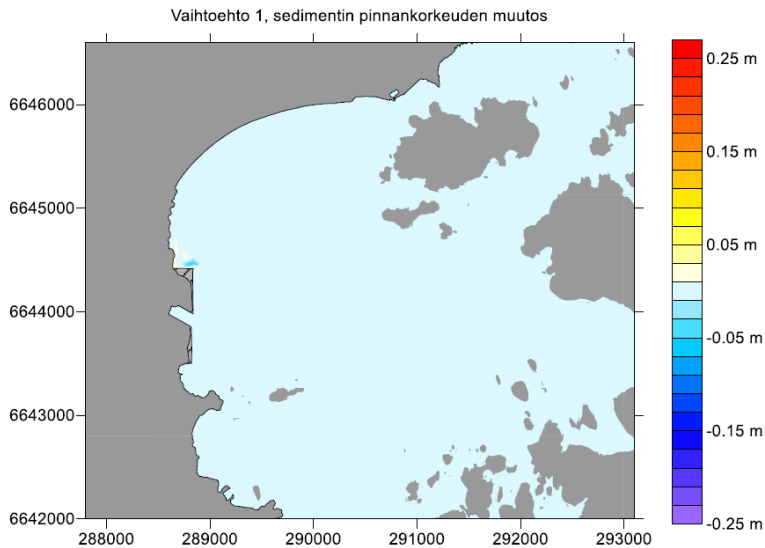 Vaihtoehto 1, sedimentin pinnankorkeuden muutos
6646000
6645000
6644000
6643000
6642000
288000 289000 290000 291000 292000 293000
0.25 m
0.15 m
0.05 m
-0.05 m
-0.15 m
-0.25 m